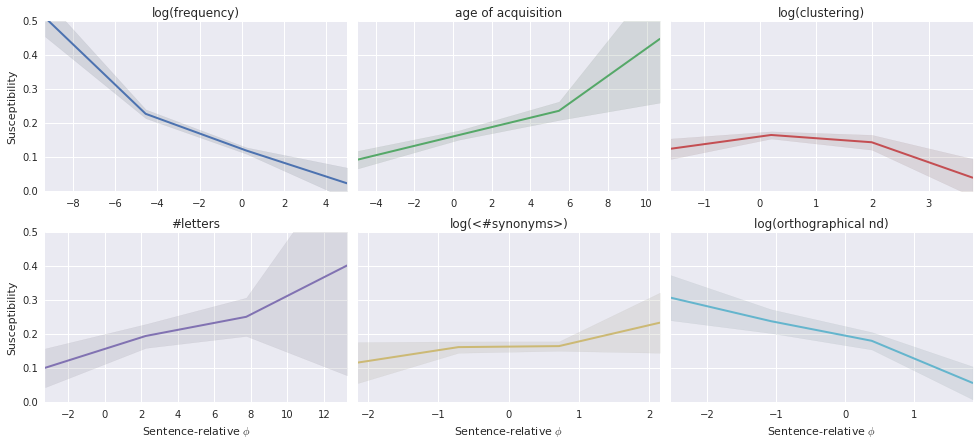 log(frequency) age of acquisition log(clustering)
Susceptibility
0.5
0.4
0.3
0.2
0.1
0.0
−8 −6 −4 −2 0 2 4
−4 −2 0 2 4 6 8 10
−1 0 1 2 3
#letters log(<#synonyms>) log(orthographical nd)
Susceptibility
0.5
0.4
0.3
0.2
0.1
0.0
−2 0 2 4 6 8 10 12
−2 −1 0 1 2
−2 −1 0 1
Sentence-relative ϕ Sentence-relative ϕ Sentence-relative ϕ